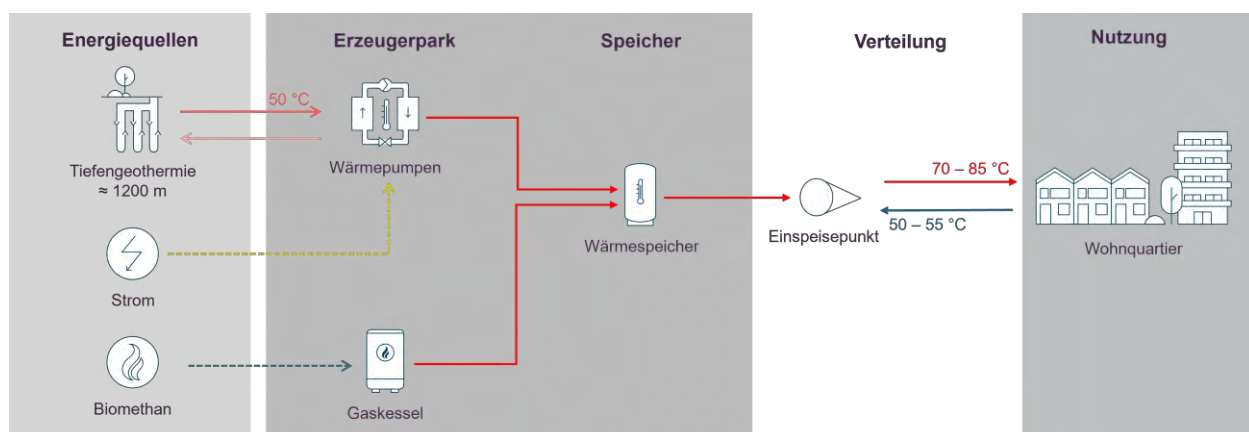 Energiequellen
Erzeugerpark
Speicher
Verteilung
Nutzung
50 °C
Tiefengeothermie
≈ 1200 m
Wärmepumpen
Strom
Biomethan
Gaskessel
Wärmespeicher
Einspeisepunkt
70 – 85 °C
50 – 55 °C
Wohnquartier